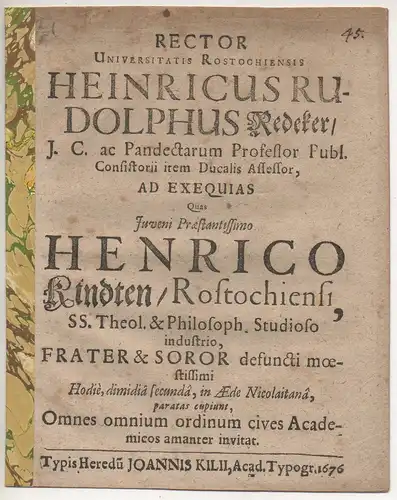 45.
RECTOR
UNIVERSITATIS ROSTOCHIENSIS
HEINRICUS RU-
DOLPHUS Redeker/
J. C. ac Pandectarum Professor Publ.
Consistorii item Ducalis Assessor,
AD EXEQUIAS
Quas
Juveni Præstantissimo
HENRICO
Kindten/ Rostochiensi,
SS. Theol. & Philosoph. Studioso
industrio,
FRATER & SOROR defuncti mœ-
stissimi
Hodiè, dimidiâ secundâ, in Æde Nicolaitanâ,
paratas cupiunt,
Omnes omnium ordinum cives Acade-
micos amanter invitat.
Typis Heredū JOANNIS KILII, Acad. Typogr. 1676